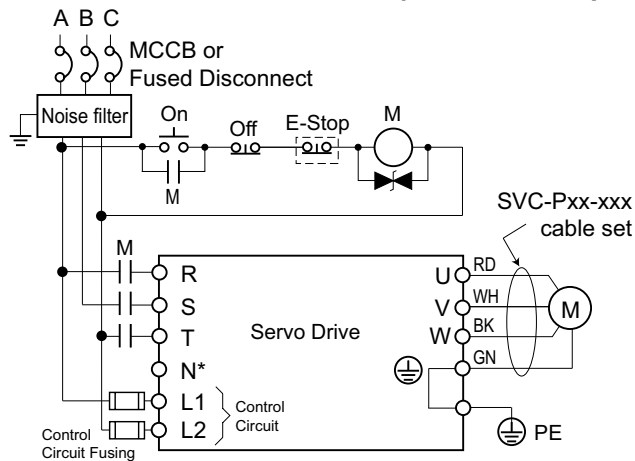 A B C
MCCB or
Fused Disconnect
Noise filter
On
Off
E-Stop
M
M
SVC-Pxx-xxx
cable set
M
R
S
T
N*
L1
L2
Servo Drive
Control
Circuit
Control
Circuit Fusing
U
V
W
RD
WH
BK
GN
M
PE